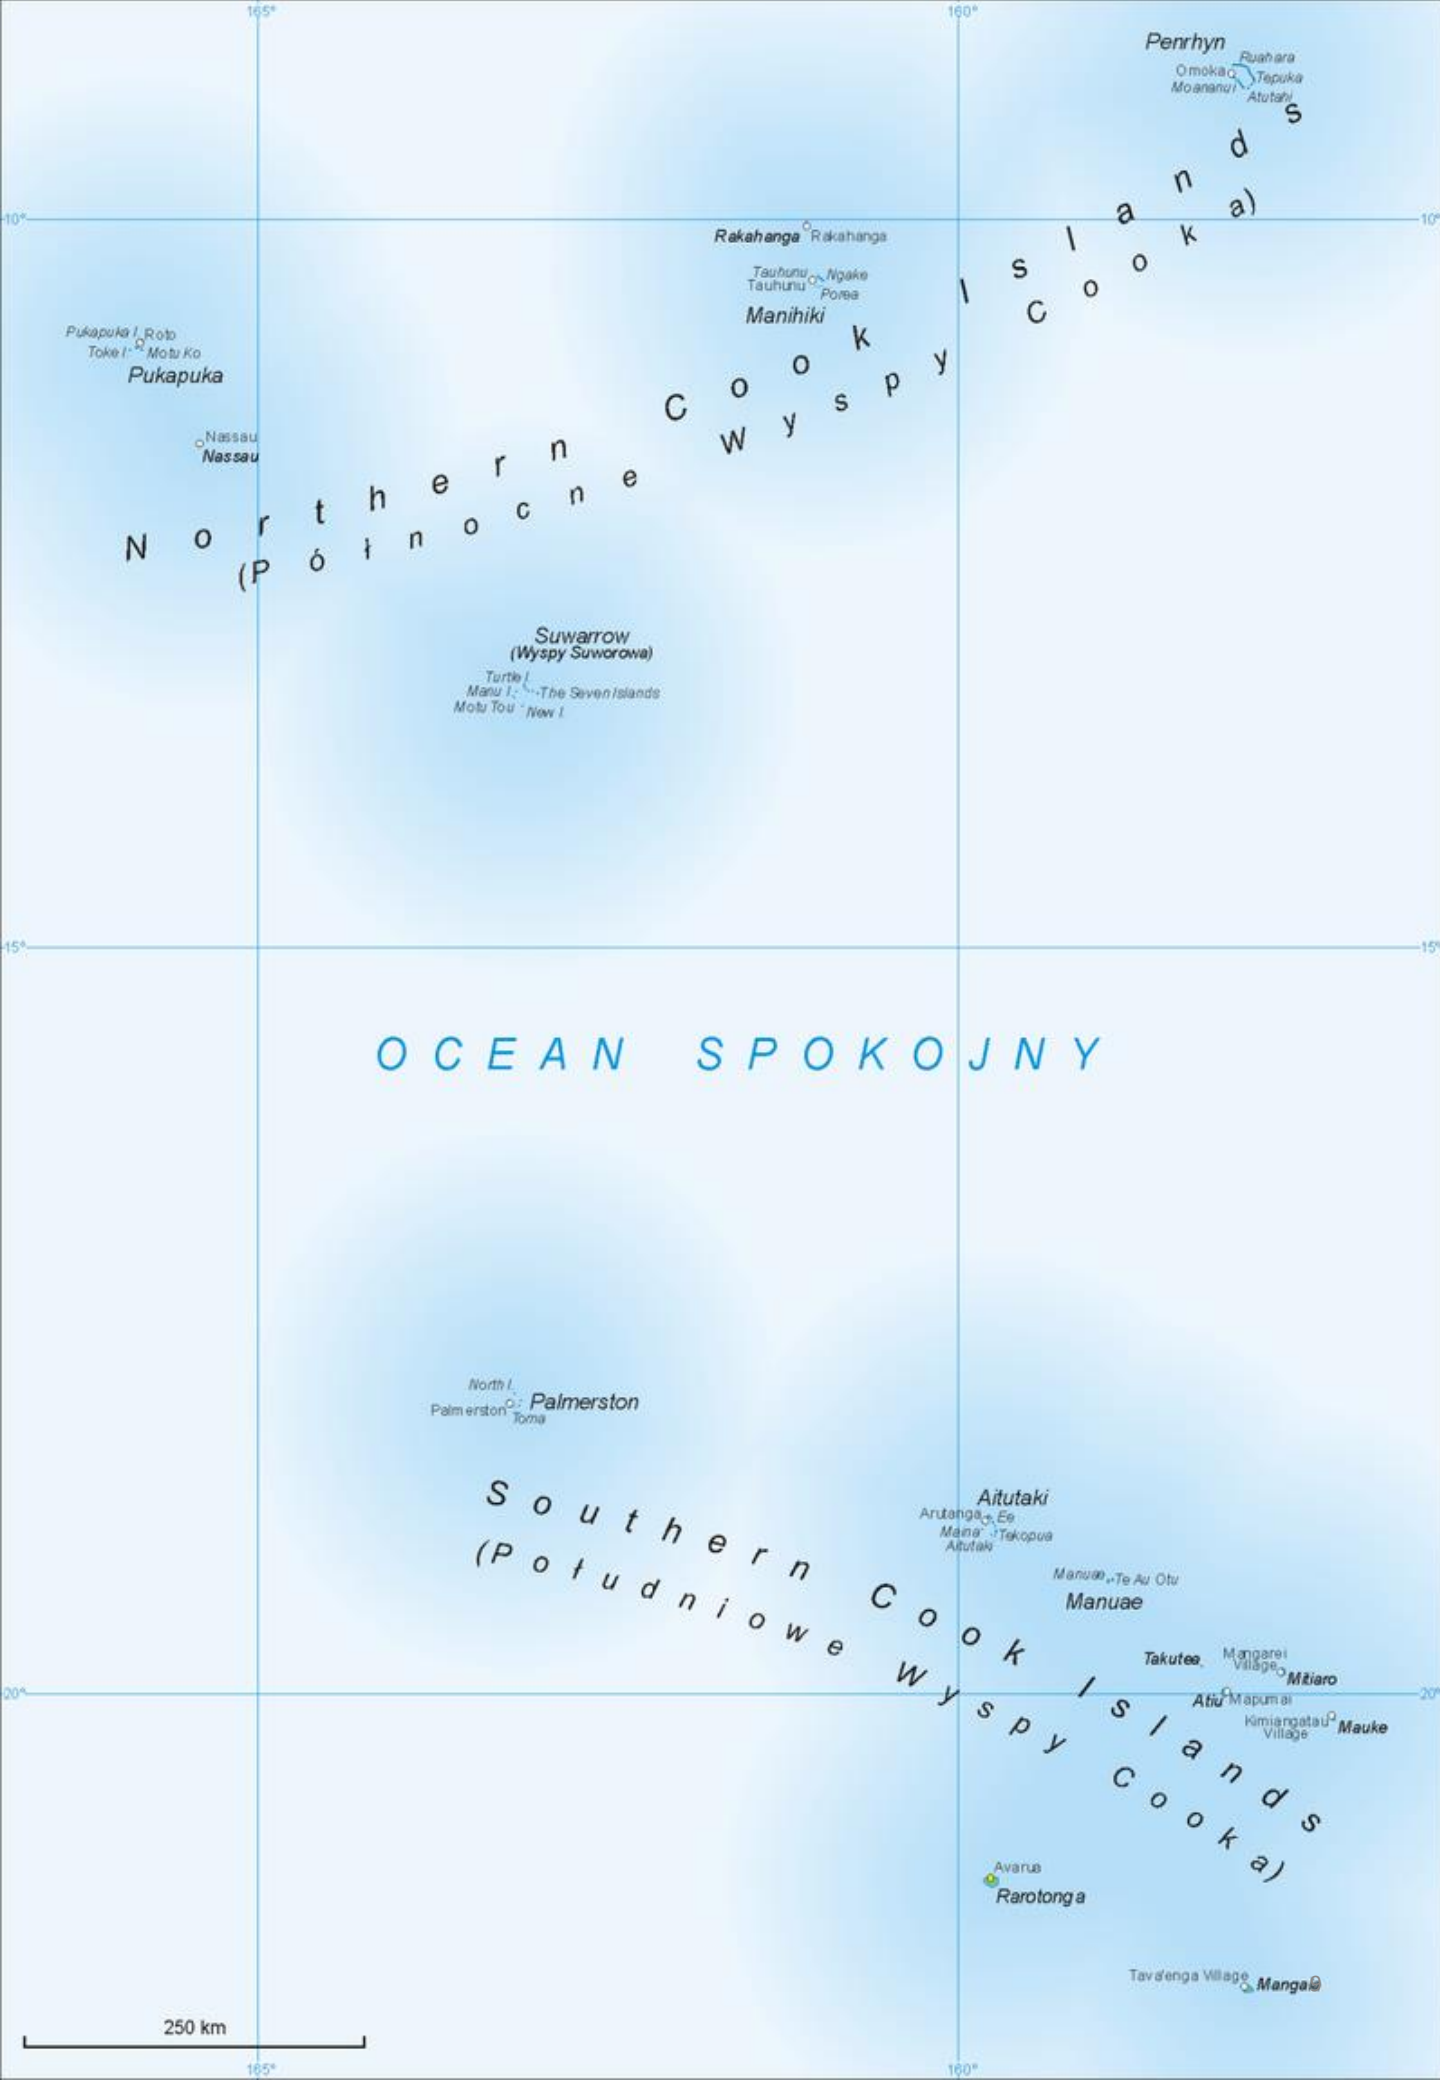 165°
160°
Penrhyn
Ruahara
Omoka
Tepuka
Moananui
Atutahi
10°
10°
Rakahanga
Rakahanga
Tauhunu
Ngake
Tauhunu
Porea
Manihiki
Pukapuka I.
Roto
Toke I.
Motu Ko
Pukapuka
Nassau
Nassau
Northern Cook Islands
(Północne Wyspy Cooka)
Suwarrow
(Wyspy Suworowa)
Turtle I.
Manu I.
The Seven Islands
Motu Tou
New I.
15°
15°
OCEAN SPOKOJNY
North I.
Palmerston
Palmerston
Toma
Southern Cook Islands
(Południowe Wyspy Cooka)
Aitutaki
Arutanga
Ee
Maina
Tekopua
Aitutaki
Manuae
Te Au Otu
Manuae
Takutea
Mangarei
Village
Mitiaro
20°
20°
Atiu
Mapumai
Kimiangatau
Village
Mauke
Avarua
Rarotonga
Tava'enga Village
Mangaia
250 km
165°
160°